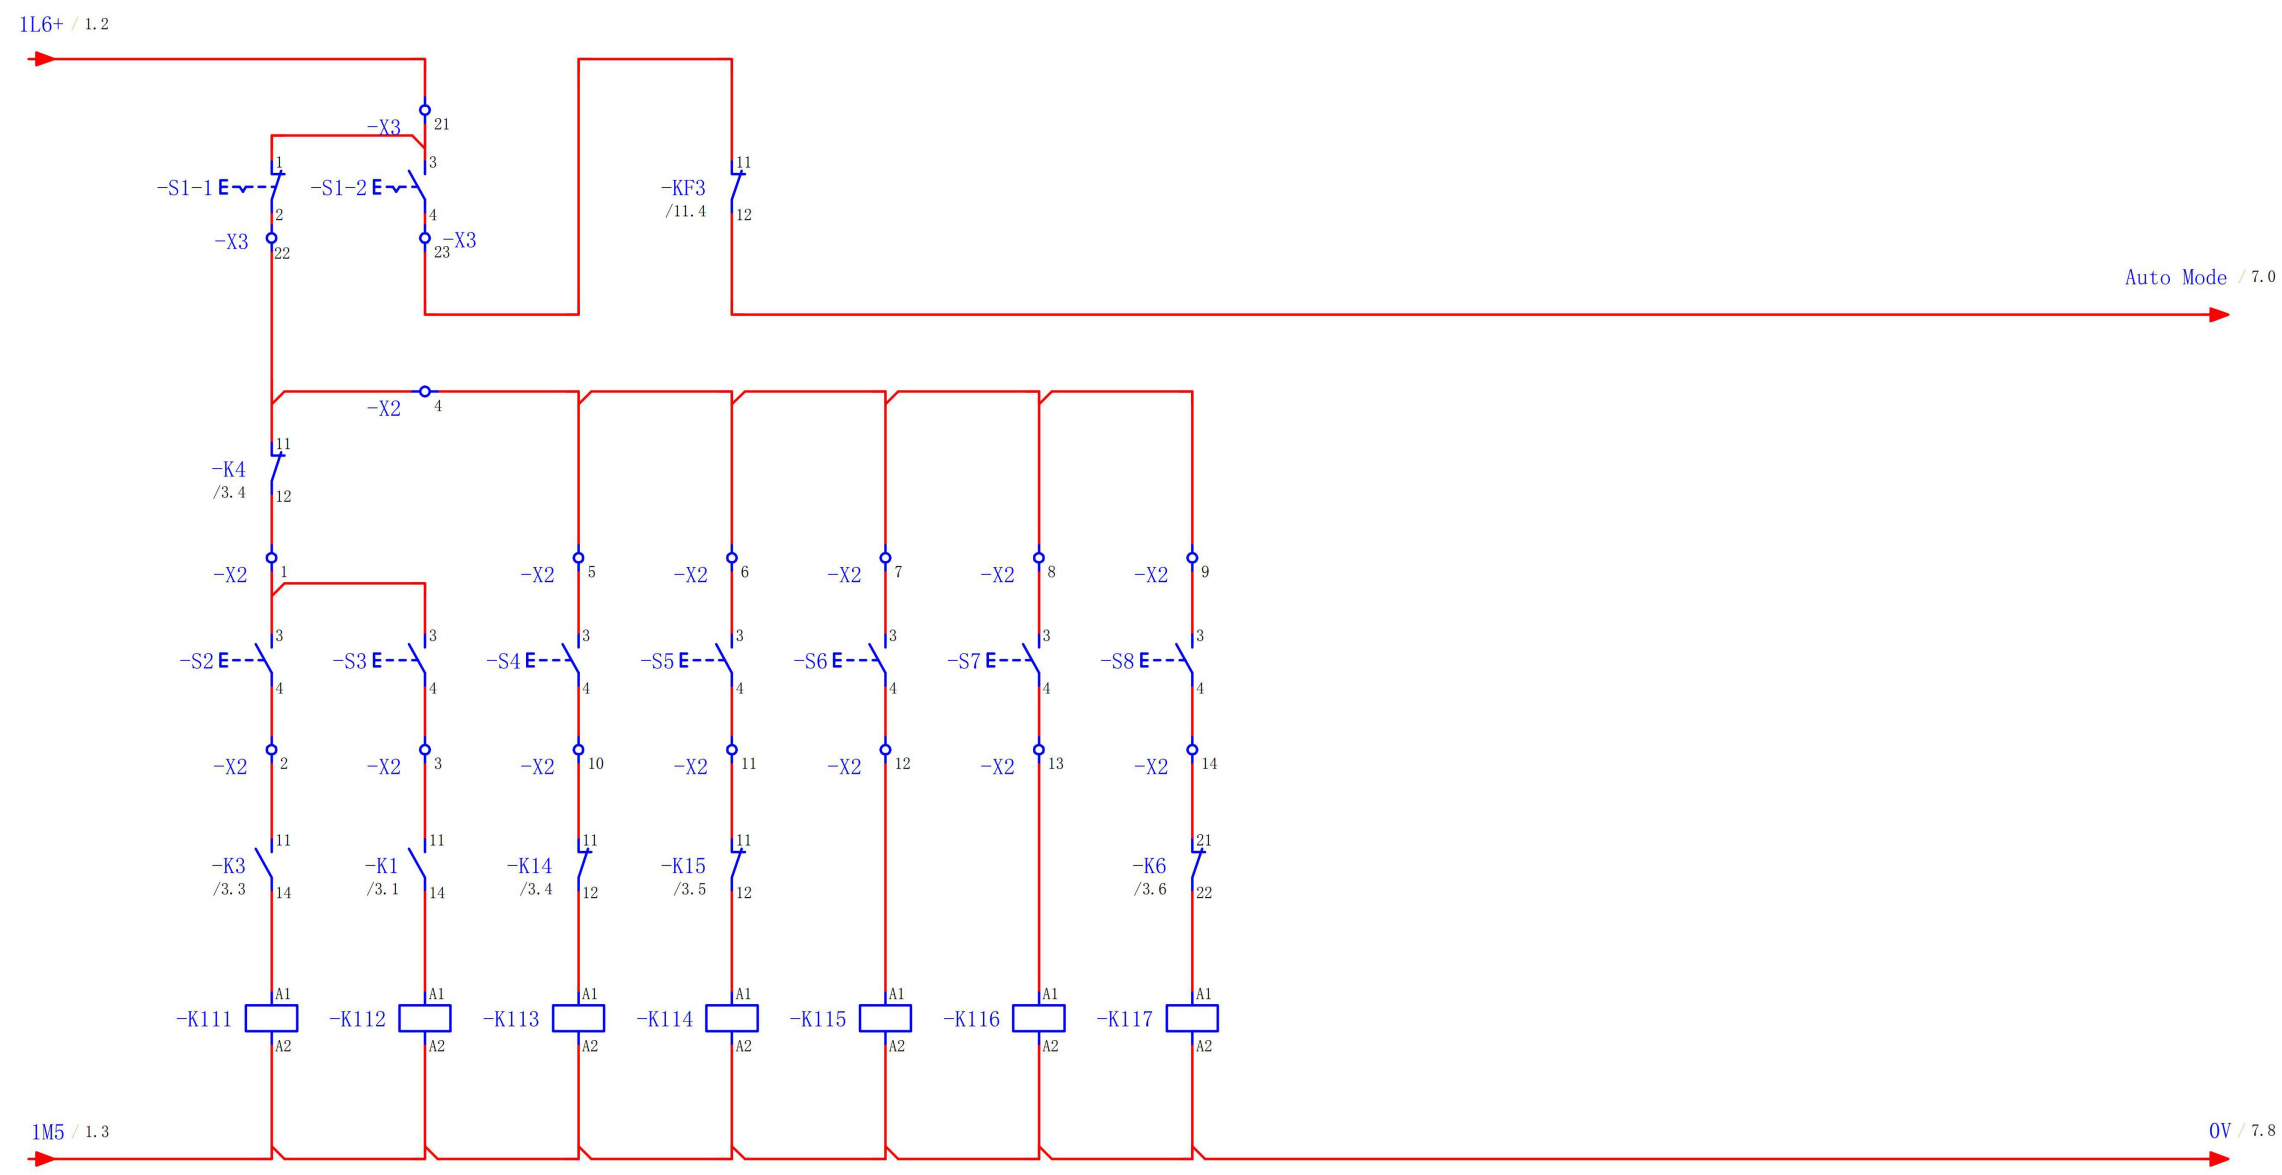 1L6+ / 1.2
-X3 21
1 3 11
-S1-1 -S1-2 -KF3
/11.4
2 4 12
-X3 22 23 -X3
Auto Mode / 7.0
-X2 4
11
-K4
/3.4
12
-X2 1 -X2 5 -X2 6 -X2 7 -X2 8 -X2 9
3 3 3 3 3 3 3
-S2 -S3 -S4 -S5 -S6 -S7 -S8
4 4 4 4 4 4 4
-X2 2 -X2 3 -X2 10 -X2 11 -X2 12 -X2 13 -X2 14
11 11 11 11 21
-K3 -K1 -K14 -K15 -K6
/3.3 /3.1 /3.4 /3.5 /3.6
14 14 12 12 22
A1 A1 A1 A1 A1 A1 A1
-K111 -K112 -K113 -K114 -K115 -K116 -K117
A2 A2 A2 A2 A2 A2 A2
1M5 / 1.3
0V / 7.8